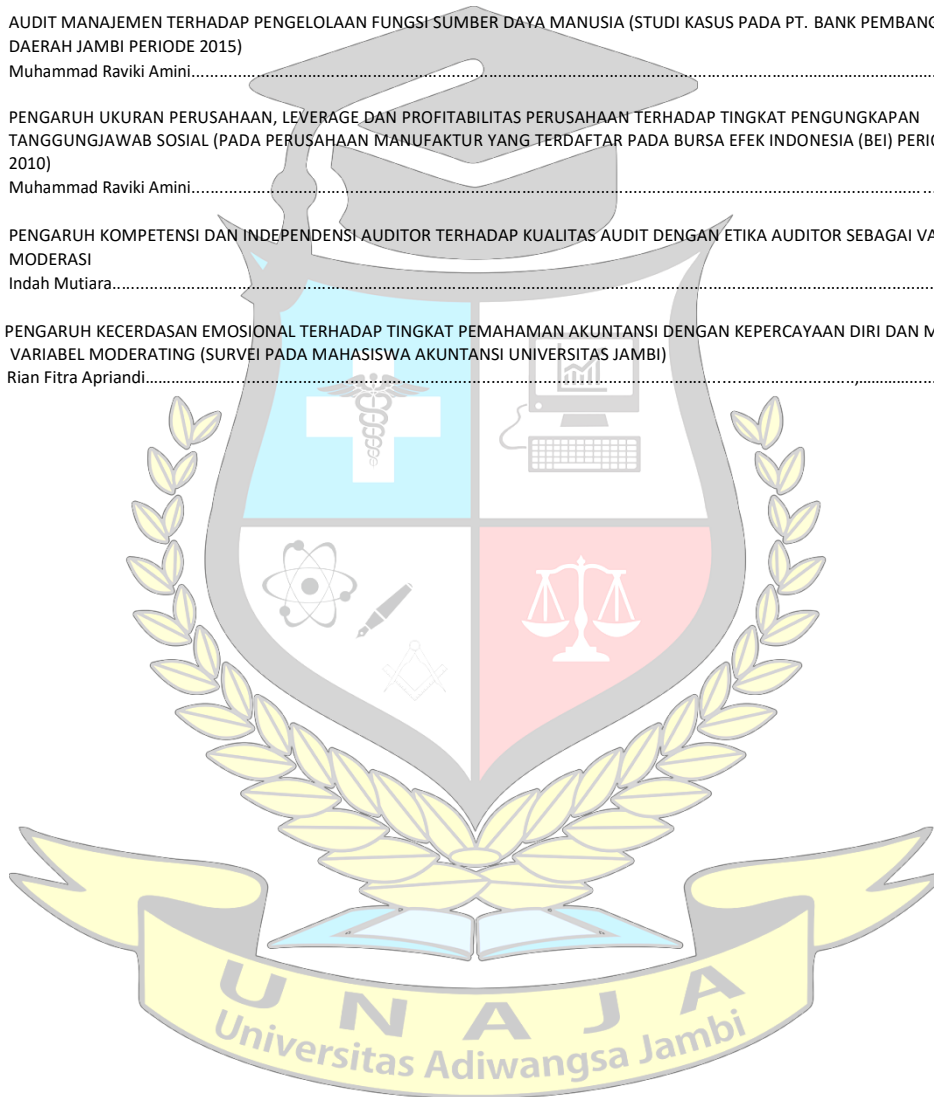 AUDIT MANAJEMEN TERHADAP PENGELOLAAN FUNGSI SUMBER DAYA MANUSIA (STUDI KASUS PADA PT. BANK PEMBANG
DAERAH JAMBI PERIODE 2015)
Muhammad Raviki Amini....................................................................................................
PENGARUH UKURAN PERUSAHAAN, LEVERAGE DAN PROFITABILITAS PERUSAHAAN TERHADAP TINGKAT PENGUNGKAPAN
TANGGUNGJAWAB SOSIAL (PADA PERUSAHAAN MANUFAKTUR YANG TERDAFTAR PADA BURSA EFEK INDONESIA (BEI) PERIO
2010)
Muhammad Raviki Amini....................................................................................................
PENGARUH KOMPETENSI DAN INDEPENDENSI AUDITOR TERHADAP KUALITAS AUDIT DENGAN ETIKA AUDITOR SEBAGAI VA
MODERASI
Indah Mutiara....................................................................................................
PENGARUH KECERDASAN EMOSIONAL TERHADAP TINGKAT PEMAHAMAN AKUNTANSI DENGAN KEPERCAYAAN DIRI DAN M
VARIABEL MODERATING (SURVEI PADA MAHASISWA AKUNTANSI UNIVERSITAS JAMBI)
Rian Fitra Apriandi....................................................................................................
UNAJA
Universitas Adiwangsa Jambi